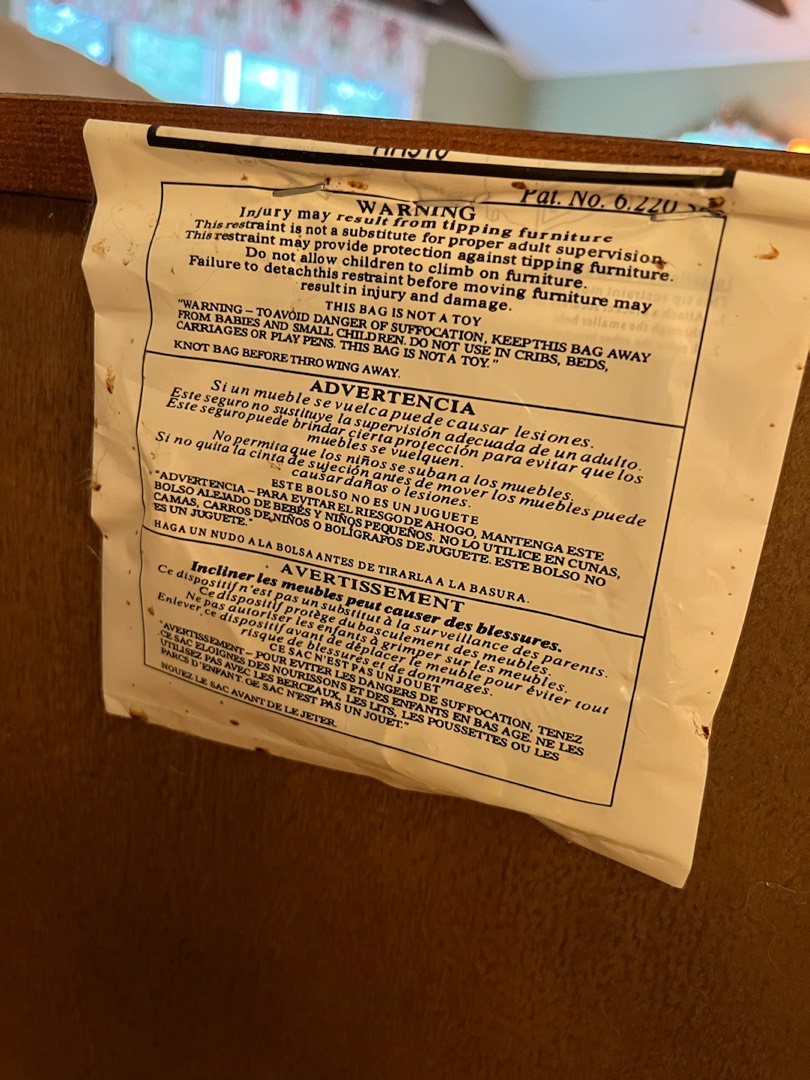 Pat. No. 6,220
WARNING
Injury may result from tipping furniture
This restraint is not a substitute for proper adult supervision.
This restraint may provide protection against tipping furniture.
Do not allow children to climb on furniture.
Failure to detach this restraint before moving furniture may
result in injury and damage.
THIS BAG IS NOT A TOY
"WARNING – TO AVOID DANGER OF SUFFOCATION, KEEP THIS BAG AWAY
FROM BABIES AND SMALL CHILDREN. DO NOT USE IN CRIBS, BEDS,
CARRIAGES OR PLAY PENS. THIS BAG IS NOT A TOY."
KNOT BAG BEFORE THROWING AWAY.
ADVERTENCIA
Si un mueble se vuelca puede causar lesiones.
Este seguro no sustituye la supervisión adecuada de un adulto.
Este seguro puede brindar cierta protección para evitar que los
muebles se vuelquen.
No permita que los niños se suban a los muebles.
Si no quita la cinta de sujeción antes de mover los muebles puede
causar daños o lesiones.
ESTE BOLSO NO ES UN JUGUETE
"ADVERTENCIA – PARA EVITAR EL RIESGO DE AHOGO, MANTENGA ESTE
BOLSO ALEJADO DE BEBÉS Y NIÑOS PEQUEÑOS. NO LO UTILICE EN CUNAS,
CAMAS, CARROS DE NIÑOS O BOLÍGRAFOS DE JUGUETE. ESTE BOLSO NO
ES UN JUGUETE."
HAGA UN NUDO A LA BOLSA ANTES DE TIRARLA A LA BASURA.
AVERTISSEMENT
Incliner les meubles peut causer des blessures.
Ce dispositif n'est pas un substitut à la surveillance des parents.
Ce dispositif protège du basculement des meubles.
Ne pas autoriser les enfants à grimper sur les meubles.
Enlever ce dispositif avant de déplacer le meuble pour éviter tout
risque de blessures et de dommages.
CE SAC N'EST PAS UN JOUET
"AVERTISSEMENT – POUR EVITER LES DANGERS DE SUFFOCATION, TENEZ
CE SAC ELOIGNES DES NOURISSONS ET DES ENFANTS EN BAS AGE. NE LES
UTILISEZ PAS AVEC LES BERCEAUX, LES LITS, LES POUSSETTES OU LES
PARCS D'ENFANT. CE SAC N'EST PAS UN JOUET."
NOUEZ LE SAC AVANT DE LE JETER.